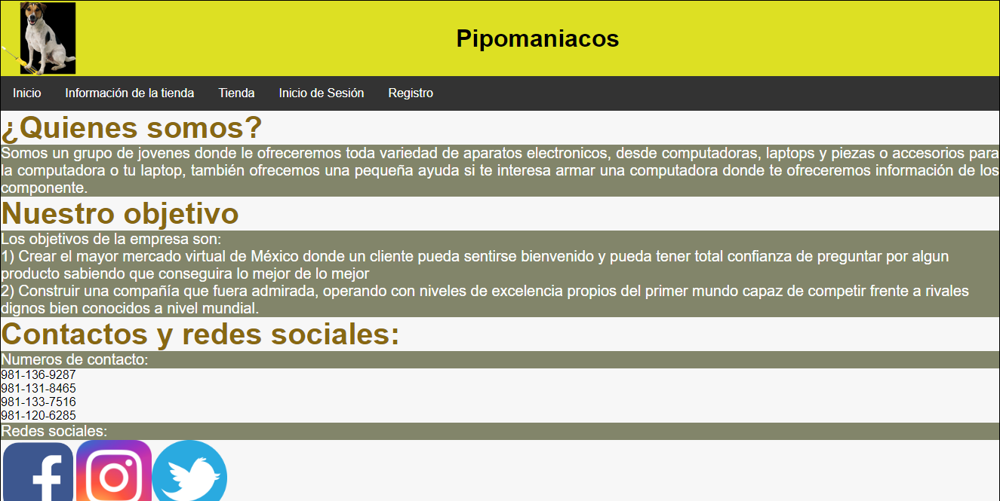 Pipomaniacos
Inicio Información de la tienda Tienda Inicio de Sesión Registro
¿Quienes somos?
Somos un grupo de jovenes donde le ofreceremos toda variedad de aparatos electronicos, desde computadoras, laptops y piezas o accesorios para
la computadora o tu laptop, también ofrecemos una pequeña ayuda si te interesa armar una computadora donde te ofreceremos información de los
componente.
Nuestro objetivo
Los objetivos de la empresa son:
1) Crear el mayor mercado virtual de México donde un cliente pueda sentirse bienvenido y pueda tener total confianza de preguntar por algun
producto sabiendo que conseguira lo mejor de lo mejor
2) Construir una compañía que fuera admirada, operando con niveles de excelencia propios del primer mundo capaz de competir frente a rivales
dignos bien conocidos a nivel mundial.
Contactos y redes sociales:
Numeros de contacto:
981-136-9287
981-131-8465
981-133-7516
981-120-6285
Redes sociales: